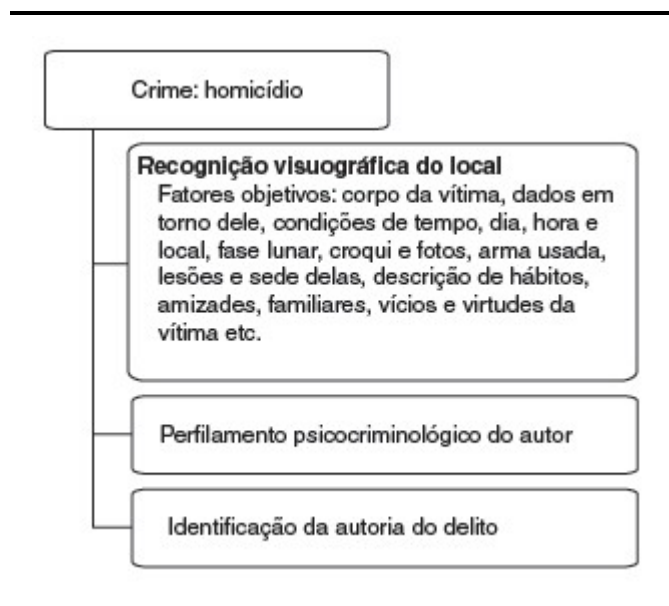 Crime: homicídio
Recognição visuográfica do local
Fatores objetivos: corpo da vítima, dados em
torno dele, condições de tempo, dia, hora e
local, fase lunar, croqui e fotos, arma usada,
lesões e sede delas, descrição de hábitos,
amizades, familiares, vícios e virtudes da
vítima etc.
Perfilamento psicocriminológico do autor
Identificação da autoria do delito